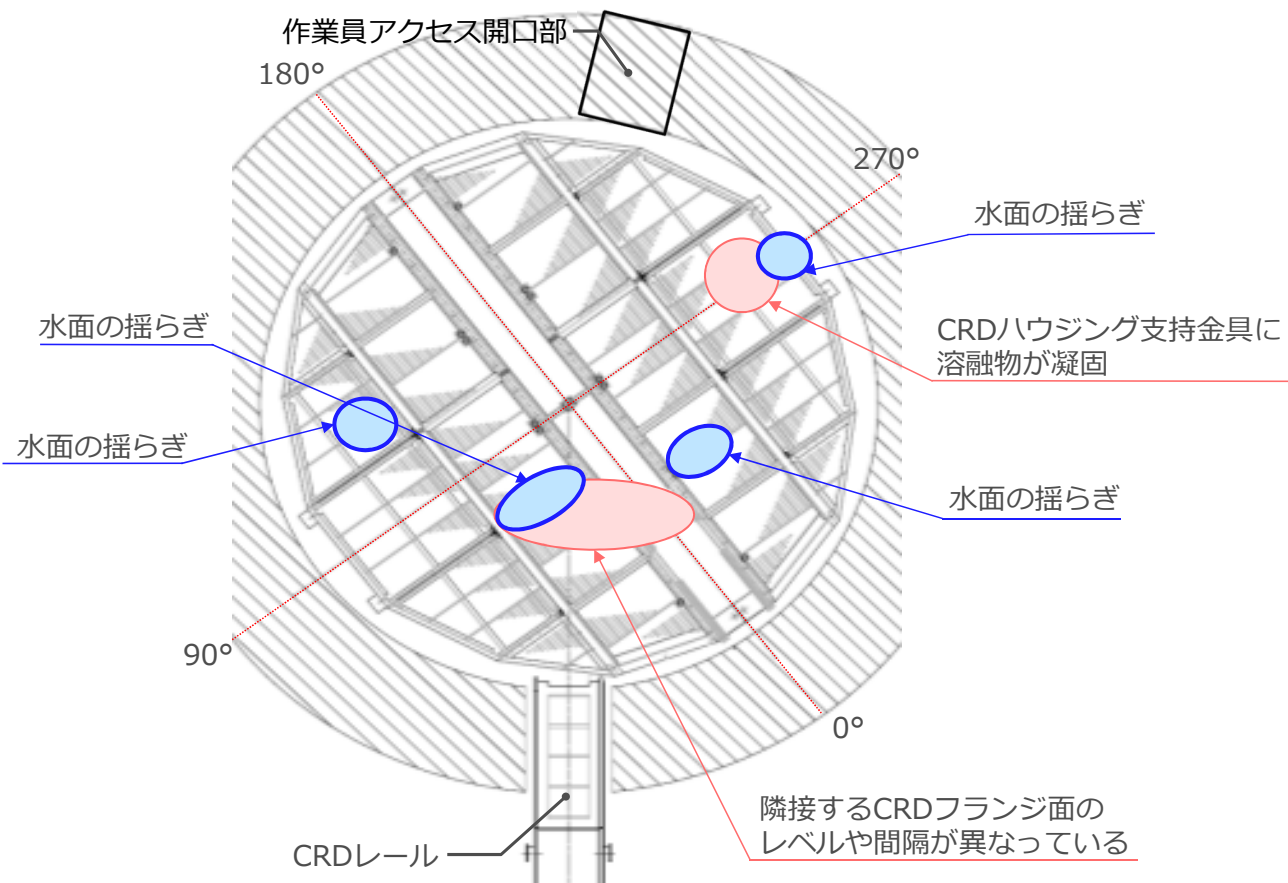 作業員アクセス開口部
180°
270°
水面の揺らぎ
水面の揺らぎ
CRDハウジング支持金具に
溶融物が凝固
水面の揺らぎ
水面の揺らぎ
90°
0°
隣接するCRDフランジ面の
レベルや間隔が異なっている
CRDレール